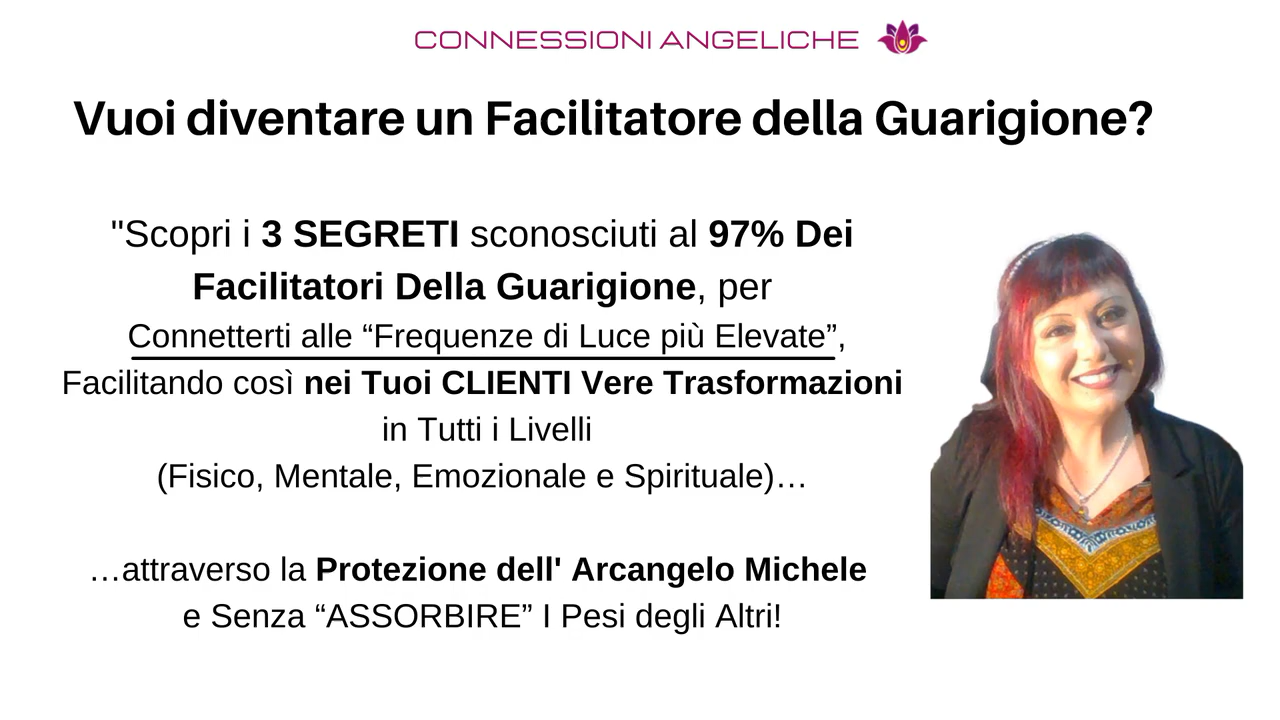 CONNESSIONI ANGELICHE
Vuoi diventare un Facilitatore della Guarigione?
"Scopri i 3 SEGRETI sconosciuti al 97% Dei
Facilitatori Della Guarigione, per
Connetterti alle “Frequenze di Luce più Elevate”,
Facilitando così nei Tuoi CLIENTI Vere Trasformazioni
in Tutti i Livelli
(Fisico, Mentale, Emozionale e Spirituale)…
…attraverso la Protezione dell' Arcangelo Michele
e Senza “ASSORBIRE” I Pesi degli Altri!